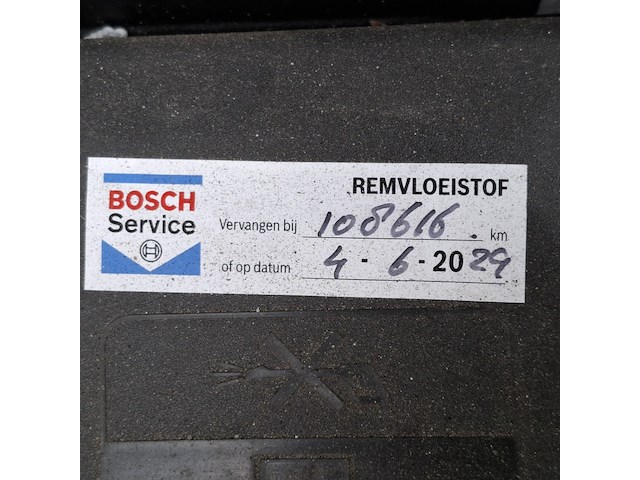 BOSCH
Service
REMVLOEISTOF
Vervangen bij 108616. km
of op datum 4 - 6 - 2029